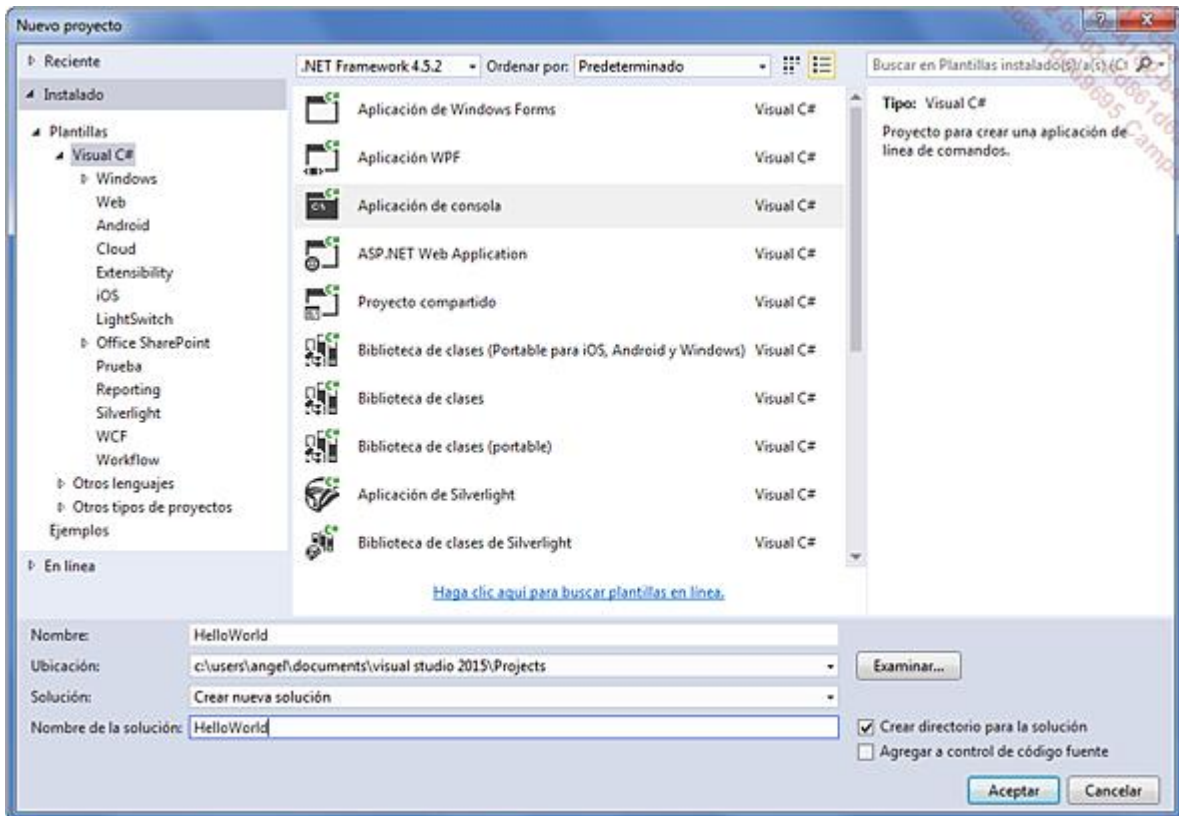 Nuevo proyecto
Reciente
Instalado
Plantillas
Visual C#
Windows
Web
Android
Cloud
Extensibility
iOS
LightSwitch
Office SharePoint
Prueba
Reporting
Silverlight
WCF
Workflow
Otros lenguajes
Otros tipos de proyectos
Ejemplos
En línea
.NET Framework 4.5.2 Ordenar por: Predeterminado
Aplicación de Windows Forms Visual C#
Aplicación WPF Visual C#
Aplicación de consola Visual C#
ASP.NET Web Application Visual C#
Proyecto compartido Visual C#
Biblioteca de clases (Portable para iOS, Android y Windows) Visual C#
Biblioteca de clases Visual C#
Biblioteca de clases (portable) Visual C#
Aplicación de Silverlight Visual C#
Biblioteca de clases de Silverlight Visual C#
Haga clic aquí para buscar plantillas en línea.
Buscar en Plantillas instalado(s)/a(s) (Ct
Tipo: Visual C#
Proyecto para crear una aplicación de
línea de comandos.
Nombre: HelloWorld
Ubicación: c:\users\angel\documents\visual studio 2015\Projects
Examinar...
Solución: Crear nueva solución
Nombre de la solución: HelloWorld
Crear directorio para la solución
Agregar a control de código fuente
Aceptar Cancelar